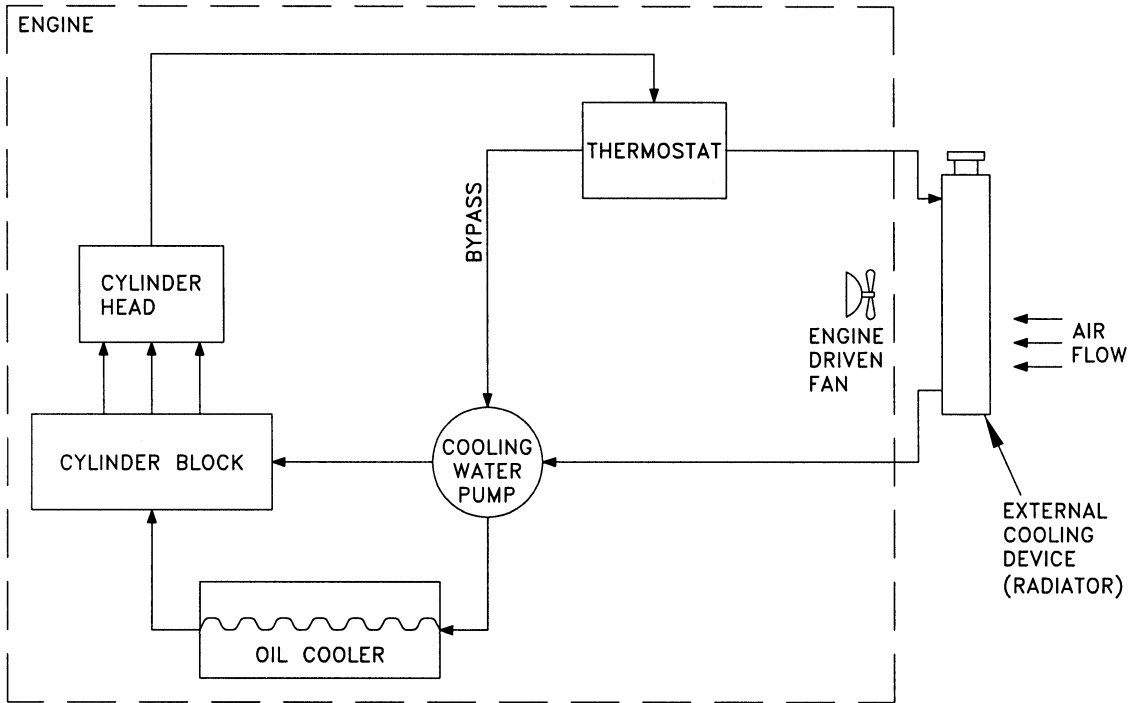 ENGINE
THERMOSTAT
BYPASS
CYLINDER
HEAD
ENGINE
DRIVEN
FAN
AIR
FLOW
CYLINDER BLOCK
COOLING
WATER
PUMP
EXTERNAL
COOLING
DEVICE
(RADIATOR)
OIL COOLER